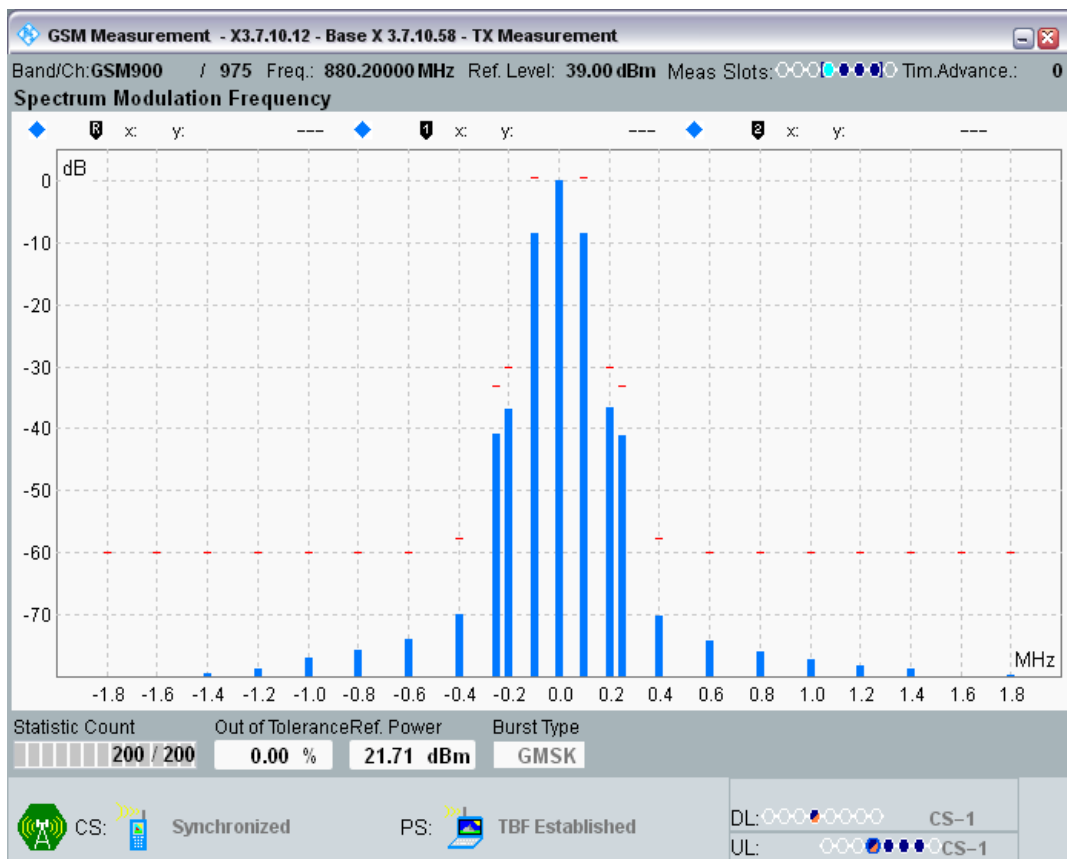 GSM Measurement - X3.7.10.12 - Base X 3.7.10.58 - TX Measurement
Band/Ch:GSM900 / 975 Freq.: 880.20000 MHz Ref. Level: 39.00 dBm Meas Slots: Tim.Advance.: 0
Spectrum Modulation Frequency
R x: y: --- 1 x: y: --- 2 x: y: ---
dB
0
-10
-20
-30
-40
-50
-60
-70
MHz
-1.8 -1.6 -1.4 -1.2 -1.0 -0.8 -0.6 -0.4 -0.2 0.0 0.2 0.4 0.6 0.8 1.0 1.2 1.4 1.6 1.8
Statistic Count Out of Tolerance Ref. Power Burst Type
200 / 200 0.00 % 21.71 dBm GMSK
CS: Synchronized PS: TBF Established
DL: CS-1
UL: CS-1